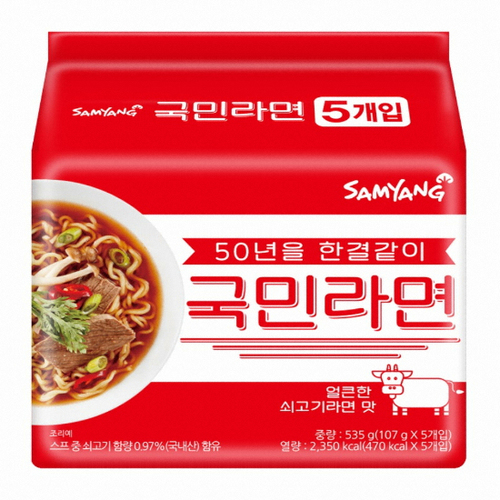 SAMYANG 국민라면 5개입
SAMYANG
50년을 한결같이
국민라면
얼큰한
쇠고기라면 맛
조리예
스프 중 쇠고기 함량 0.97% (국내산) 함유
중량 : 535 g(107 g X 5개입)
열량 : 2,350 kcal(470 kcal X 5개입)